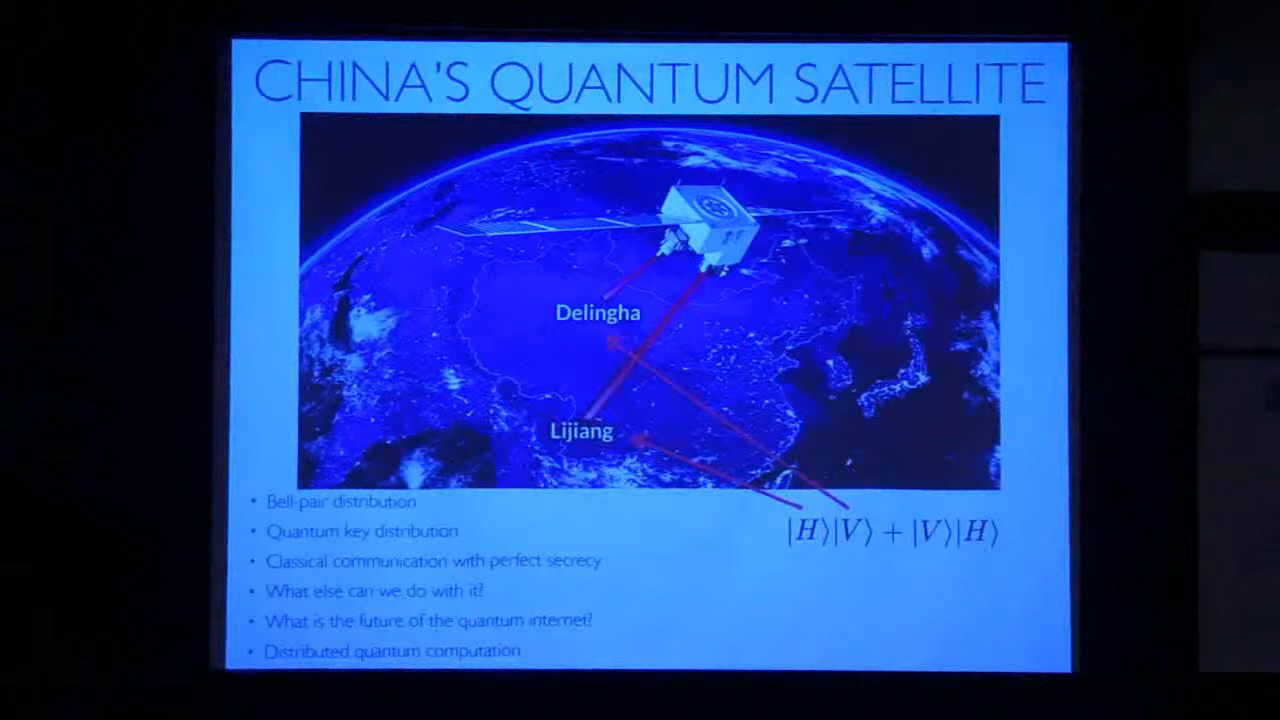 CHINA'S QUANTUM SATELLITE
Delingha
Lijiang
• Bell-pair distribution
• Quantum key distribution
• Classical communication with perfect secrecy
• What else can we do with it?
• What is the future of the quantum internet?
• Distributed quantum computation
|H⟩|V⟩ + |V⟩|H⟩